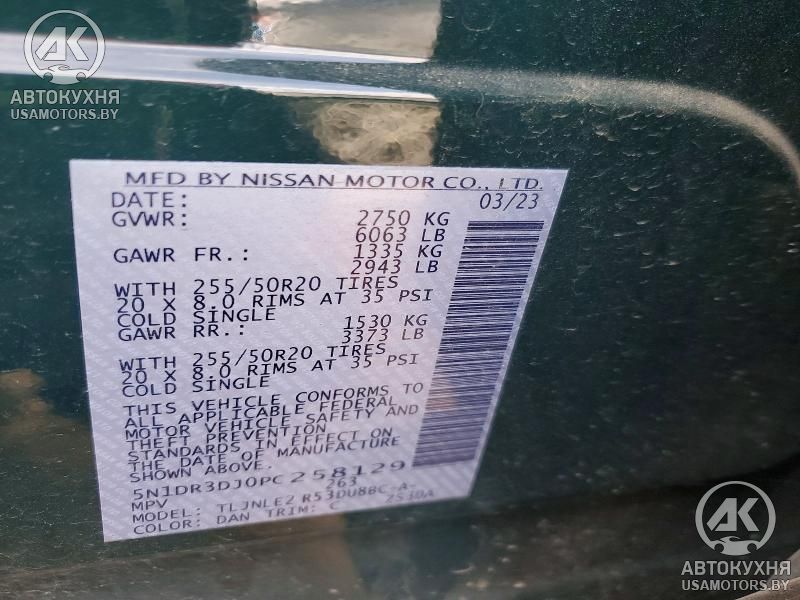 AK
АВТОКУХНЯ
USAMOTORS.BY
MFD BY NISSAN MOTOR CO., LTD.
DATE: 03/23
GVWR: 2750 KG
6063 LB
GAWR FR.: 1335 KG
2943 LB
WITH 255/50R20 TIRES
20 X 8.0 RIMS AT 35 PSI
COLD SINGLE
GAWR RR.: 1530 KG
3373 LB
WITH 255/50R20 TIRES
20 X 8.0 RIMS AT 35 PSI
COLD SINGLE
THIS VEHICLE CONFORMS TO
ALL APPLICABLE FEDERAL
MOTOR VEHICLE SAFETY AND
THEFT PREVENTION
STANDARDS IN EFFECT ON
THE DATE OF MANUFACTURE
SHOWN ABOVE.
5N1DR3DJ0PC258129
MPV 263
MODEL: TLJNLE2 R53DU8BC-A-
COLOR: DAN TRIM: C 2530A
AK
АВТОКУХНЯ
USAMOTORS.BY